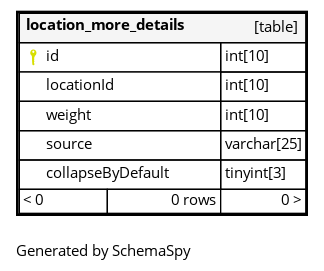 location_more_details [table]
id int[10]
locationId int[10]
weight int[10]
source varchar[25]
collapseByDefault tinyint[3]
< 0 0 rows 0 >
Generated by SchemaSpy